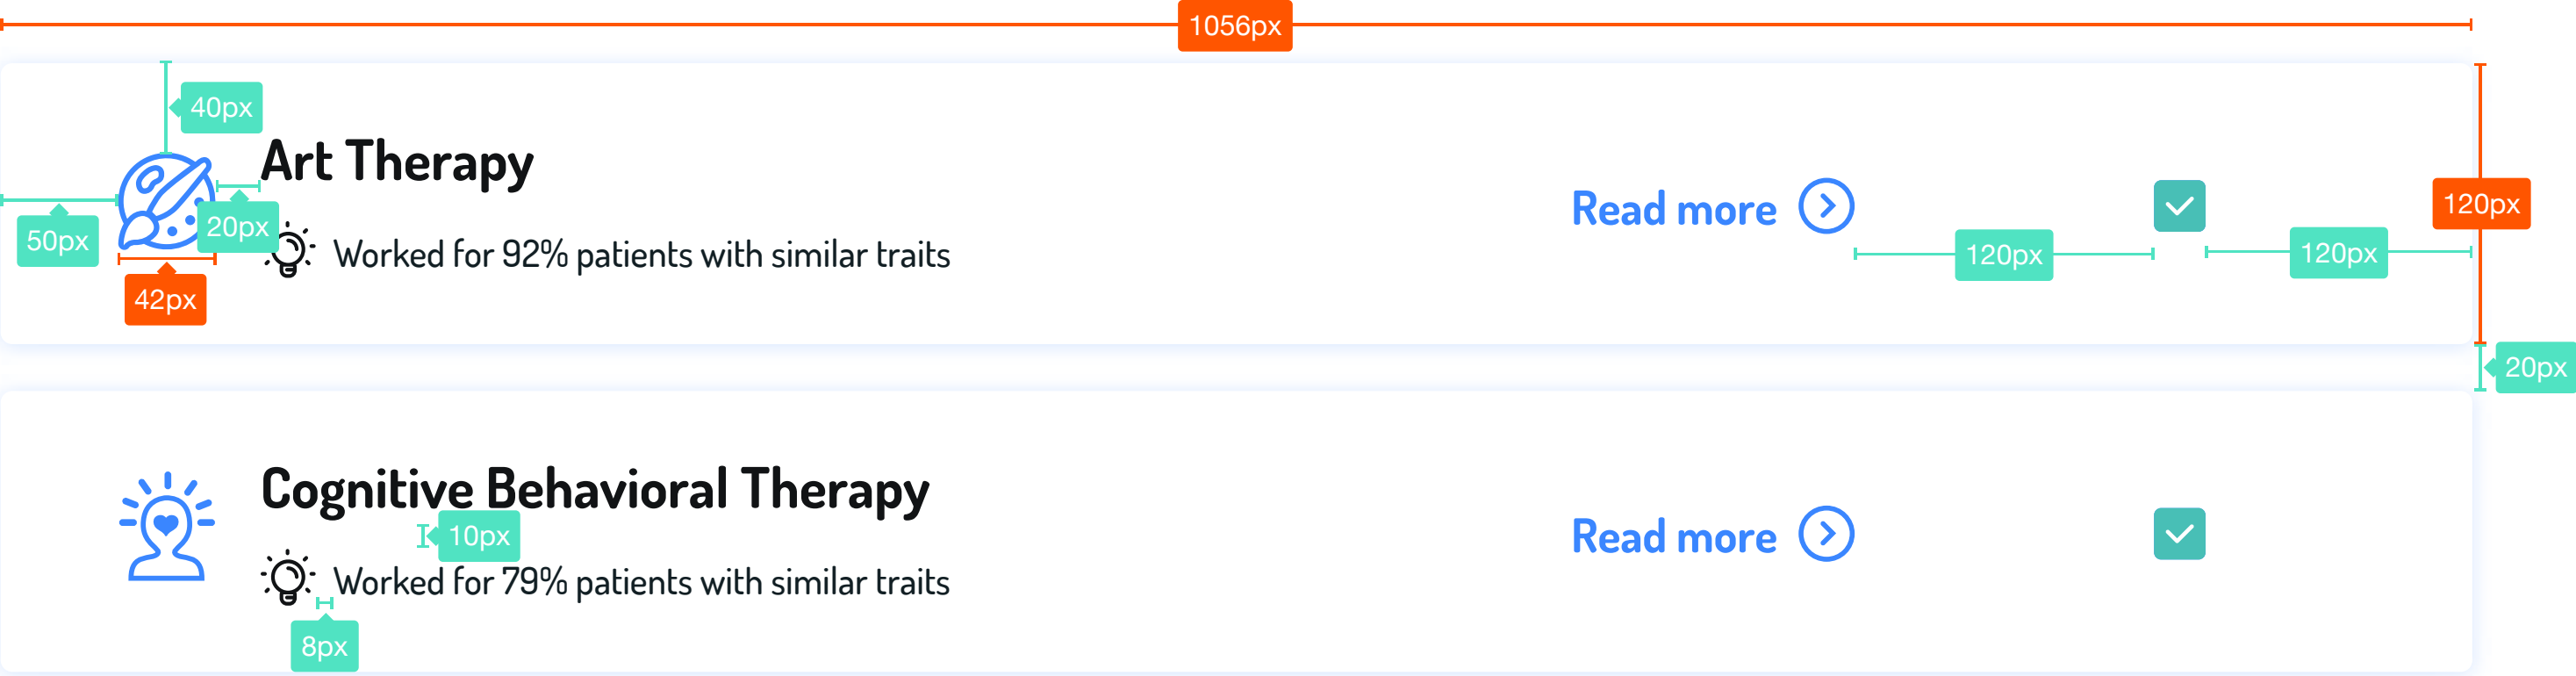 1056px
40px
Art Therapy
50px
20px
42px
Worked for 92% patients with similar traits
Read more
120px
120px
120px
20px
Cognitive Behavioral Therapy
10px
Worked for 79% patients with similar traits
8px
Read more